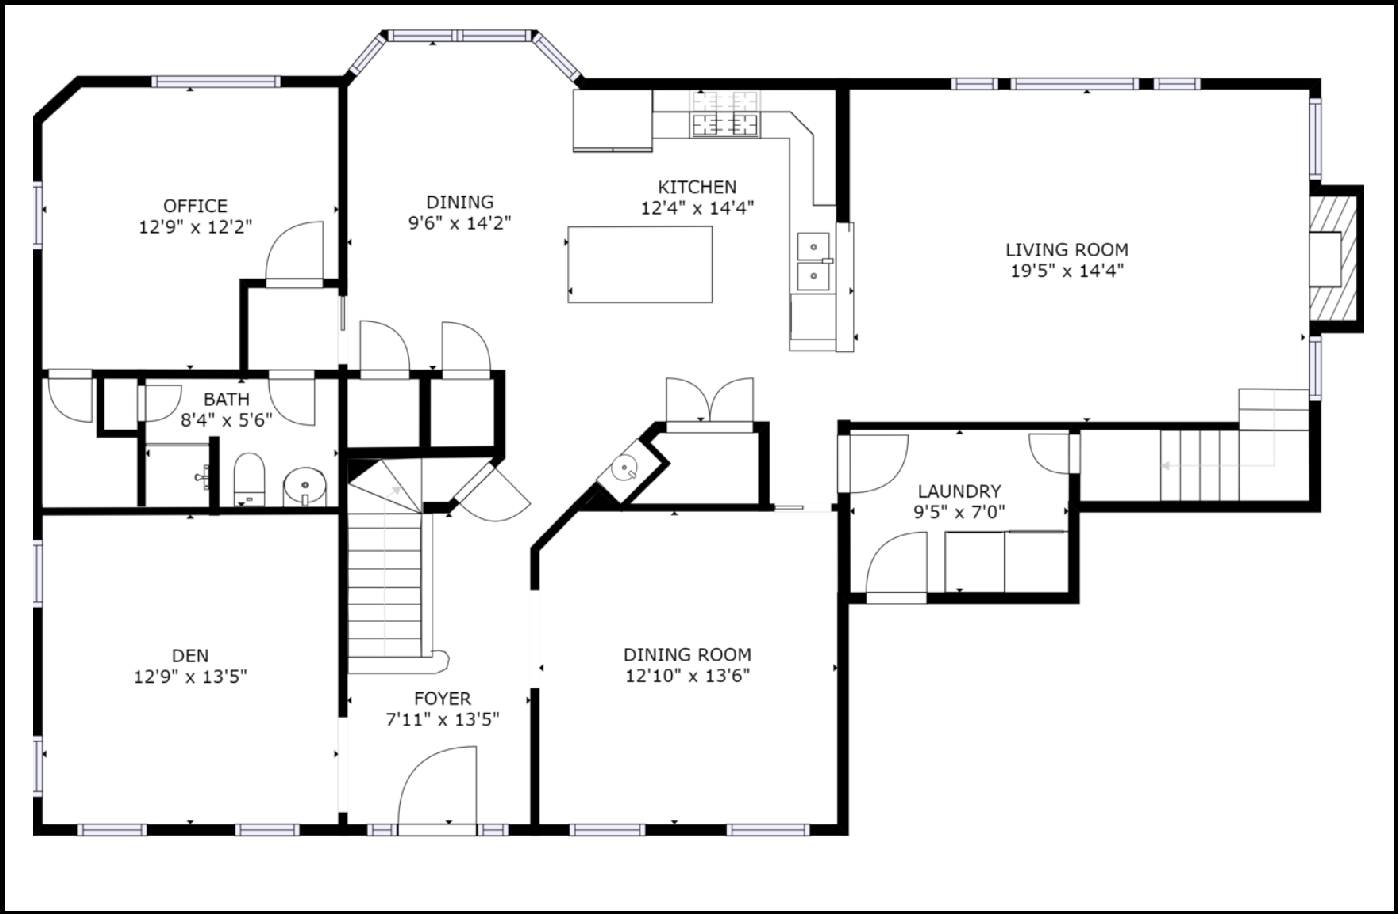 OFFICE
12'9" x 12'2"
DINING
9'6" x 14'2"
KITCHEN
12'4" x 14'4"
LIVING ROOM
19'5" x 14'4"
BATH
8'4" x 5'6"
LAUNDRY
9'5" x 7'0"
DEN
12'9" x 13'5"
FOYER
7'11" x 13'5"
DINING ROOM
12'10" x 13'6"